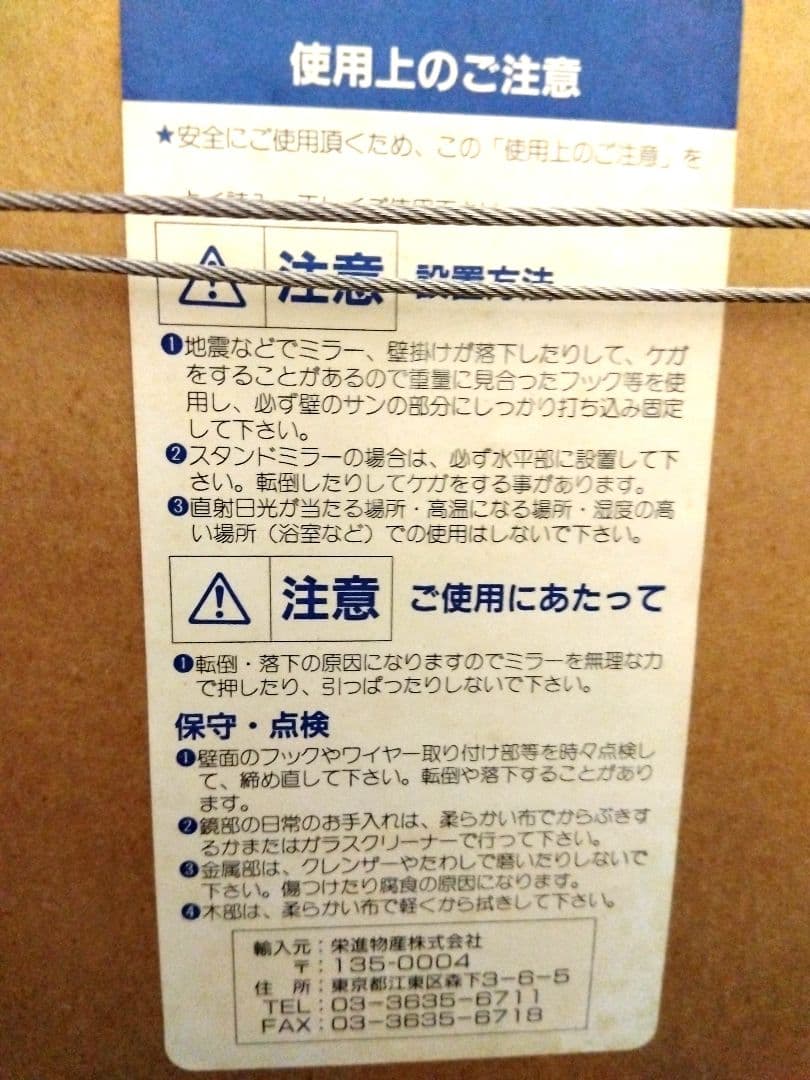 使用上のご注意
★安全にご使用頂くため、この「使用上のご注意」を
注意 設置方法
❶地震などでミラー、壁掛けが落下したりして、ケガ
をすることがあるので重量に見合ったフック等を使
用し、必ず壁のサンの部分にしっかり打ち込み固定
して下さい。
❷スタンドミラーの場合は、必ず水平部に設置して下
さい。転倒したりしてケガをする事があります。
❸直射日光が当たる場所・高温になる場所・湿度の高
い場所（浴室など）での使用はしないで下さい。
注意 ご使用にあたって
❶転倒・落下の原因になりますのでミラーを無理な力
で押したり、引っぱったりしないで下さい。
保守・点検
❶壁面のフックやワイヤー取り付け部等を時々点検し
て、締め直して下さい。転倒や落下することがあり
ます。
❷鏡部の日常のお手入れは、柔らかい布でからぶきす
るかまたはガラスクリーナーで行って下さい。
❸金属部は、クレンザーやたわしで磨いたりしないで
下さい。傷つけたり腐食の原因になります。
❹木部は、柔らかい布で軽くから拭きして下さい。
輸入元：栄進物産株式会社
〒：135-0004
住所：東京都江東区森下3-6-5
TEL：03-3635-6711
FAX：03-3635-6718